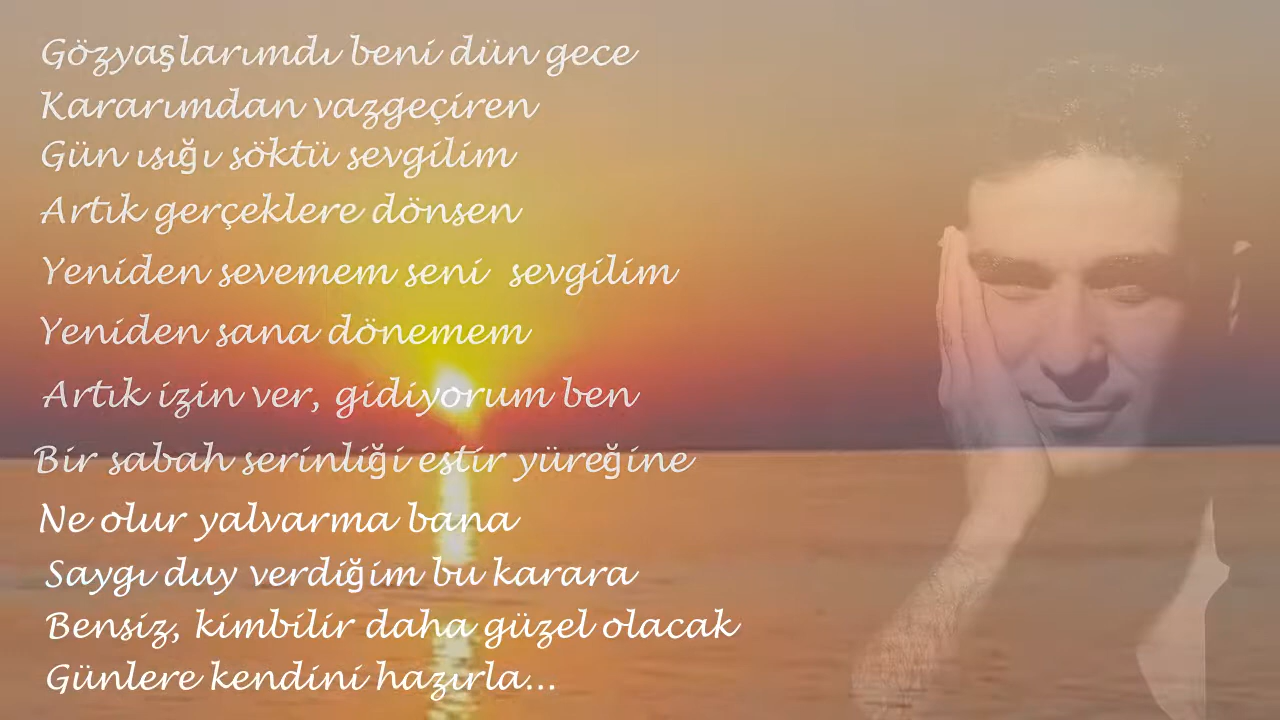 Gözyaşlarımdı beni dün gece
Kararımdan vazgeçiren
Gün ısığı söktü sevgilim
Artık gerçeklere dönsen
Yeniden sevemem seni sevgilim
Yeniden sana dönemem
Artık izin ver, gidiyorum ben
Bir sabah serinliği estir yüreğine
Ne olur yalvarma bana
Saygı duy verdiğim bu karara
Bensiz, kimbilir daha güzel olacak
Günlere kendini hazırla...